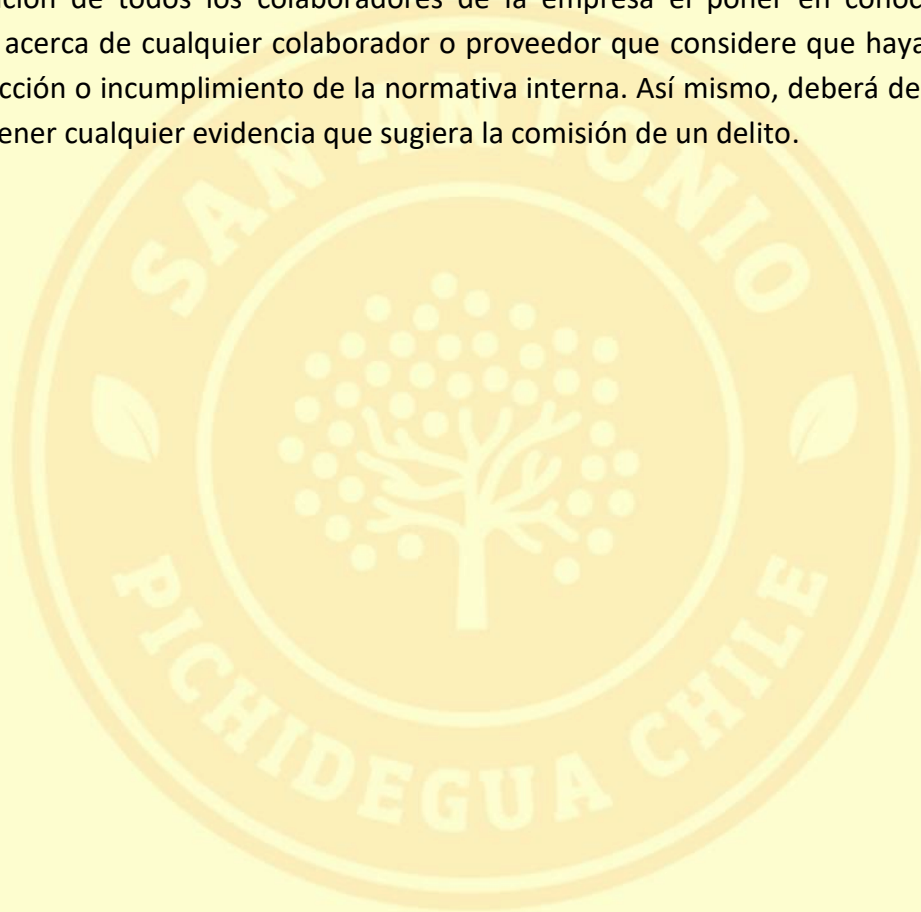 ción de todos los colaboradores de la empresa el poner en conoc
acerca de cualquier colaborador o proveedor que considere que haya
cción o incumplimiento de la normativa interna. Así mismo, deberá de
ener cualquier evidencia que sugiera la comisión de un delito.
SAN ANTONIO
PICHIDEGUA CHILE